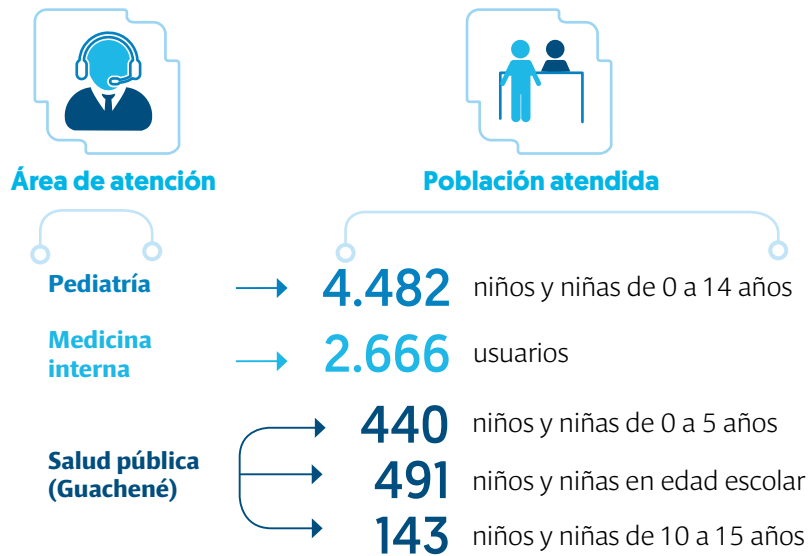 Área de atención
Población atendida
Pediatría
4.482 niños y niñas de 0 a 14 años
Medicina
interna
2.666 usuarios
Salud pública
(Guachené)
440 niños y niñas de 0 a 5 años
491 niños y niñas en edad escolar
143 niños y niñas de 10 a 15 años